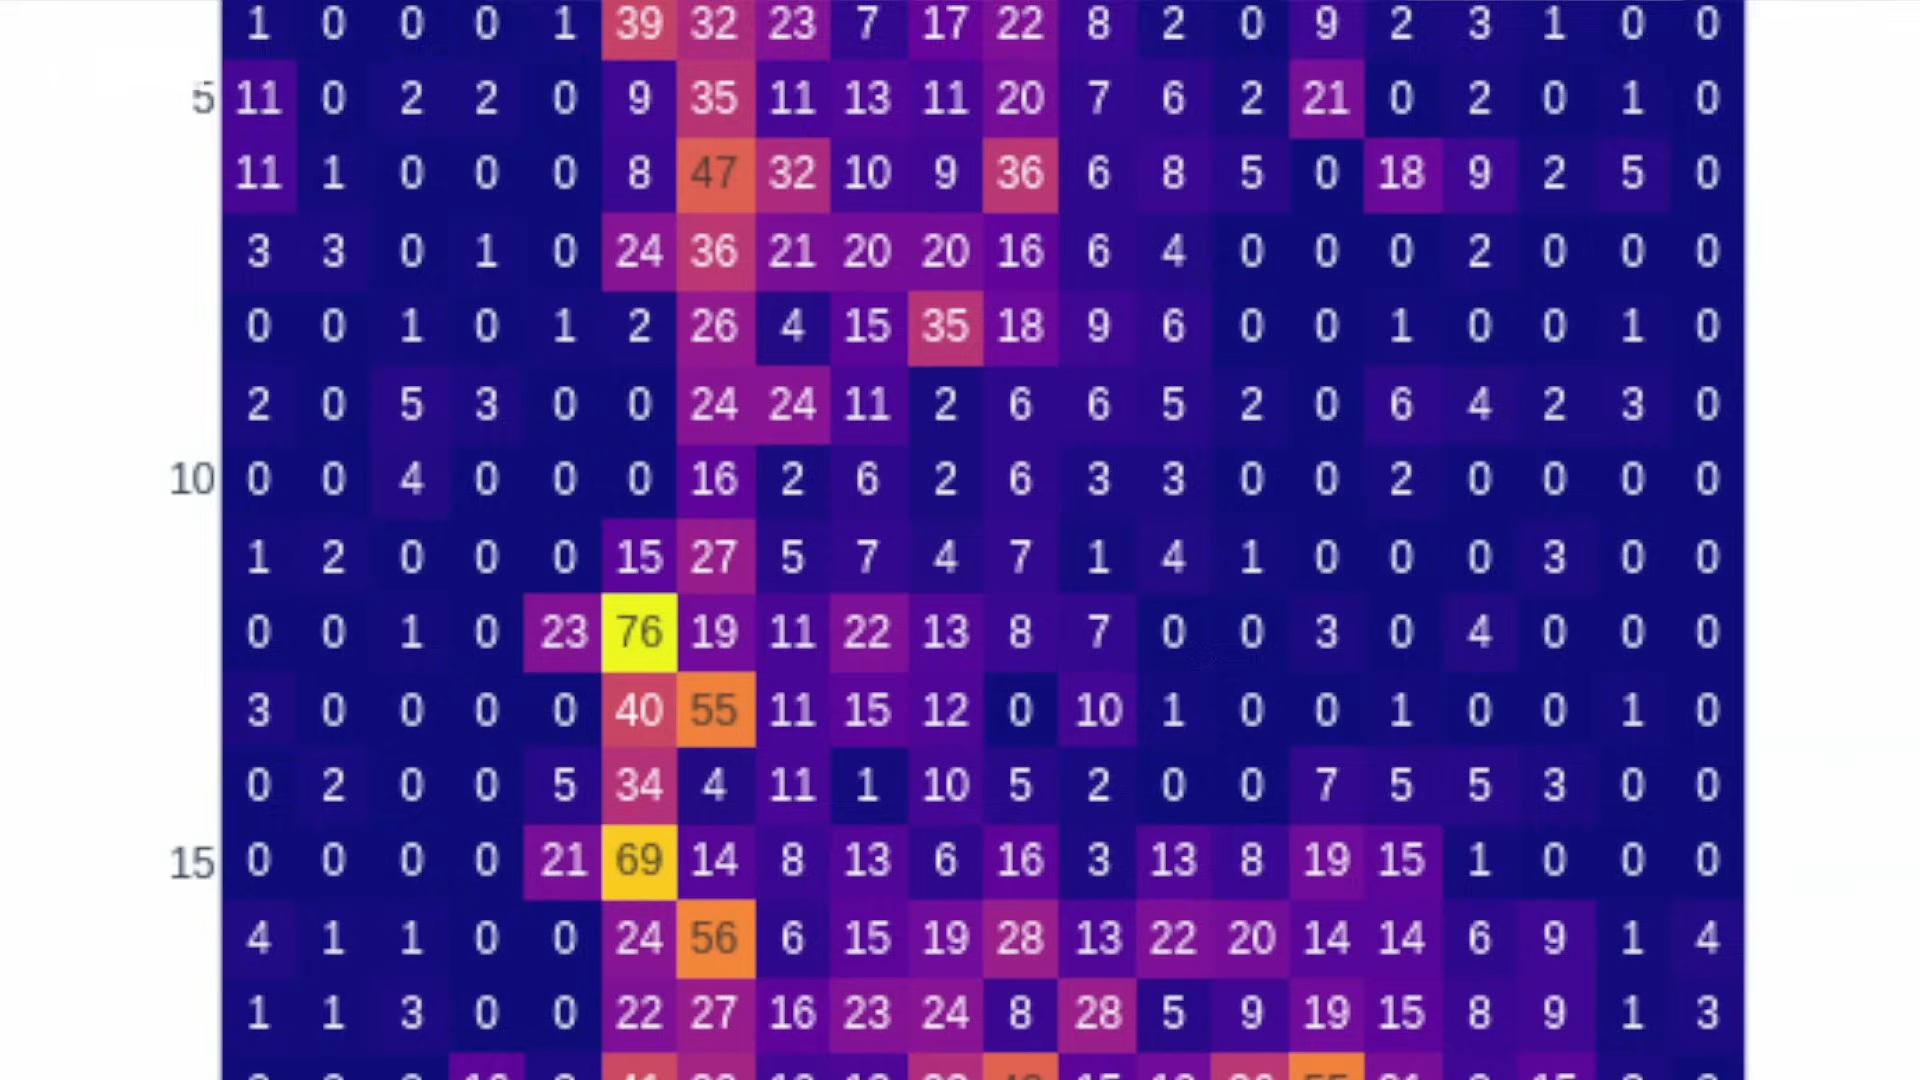 1 0 0 0 1 39 32 23 7 17 22 8 2 0 9 2 3 1 0 0
5 11 0 2 2 0 9 35 11 13 11 20 7 6 2 21 0 2 0 1 0
11 1 0 0 0 8 47 32 10 9 36 6 8 5 0 18 9 2 5 0
3 3 0 1 0 24 36 21 20 20 16 6 4 0 0 0 2 0 0 0
0 0 1 0 1 2 26 4 15 35 18 9 6 0 0 1 0 0 1 0
2 0 5 3 0 0 24 24 11 2 6 6 5 2 0 6 4 2 3 0
10 0 0 4 0 0 0 16 2 6 2 6 3 3 0 0 2 0 0 0 0
1 2 0 0 0 15 27 5 7 4 7 1 4 1 0 0 0 3 0 0
0 0 1 0 23 76 19 11 22 13 8 7 0 0 3 0 4 0 0 0
3 0 0 0 0 40 55 11 15 12 0 10 1 0 0 1 0 0 1 0
0 2 0 0 5 34 4 11 1 10 5 2 0 0 7 5 5 3 0 0
15 0 0 0 0 21 69 14 8 13 6 16 3 13 8 19 15 1 0 0 0
4 1 1 0 0 24 56 6 15 19 28 13 22 20 14 14 6 9 1 4
1 1 3 0 0 22 27 16 23 24 8 28 5 9 19 15 8 9 1 3